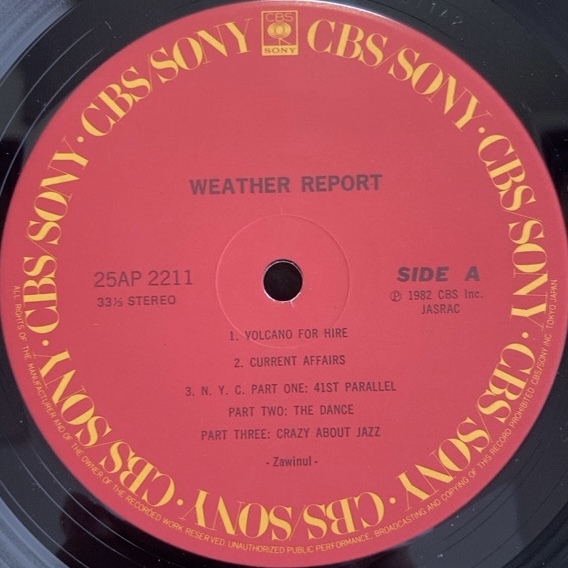 CBS
SONY
CBS/SONY · CBS/SONY · CBS/SONY · CBS/SONY · CBS/SONY · CBS/SONY · CBS/SONY · CBS/SONY
WEATHER REPORT
25AP 2211
33⅓ STEREO
SIDE A
Ⓟ 1982 CBS Inc.
JASRAC
1. VOLCANO FOR HIRE
2. CURRENT AFFAIRS
3. N. Y. C. PART ONE: 41ST PARALLEL
PART TWO: THE DANCE
PART THREE: CRAZY ABOUT JAZZ
- Zawinul -
ALL RIGHTS OF THE MANUFACTURER AND OF THE OWNER OF THE RECORDED WORK RESERVED. UNAUTHORIZED PUBLIC PERFORMANCE, BROADCASTING AND COPYING OF THIS RECORD PROHIBITED CBS/SONY INC. TOKYO JAPAN